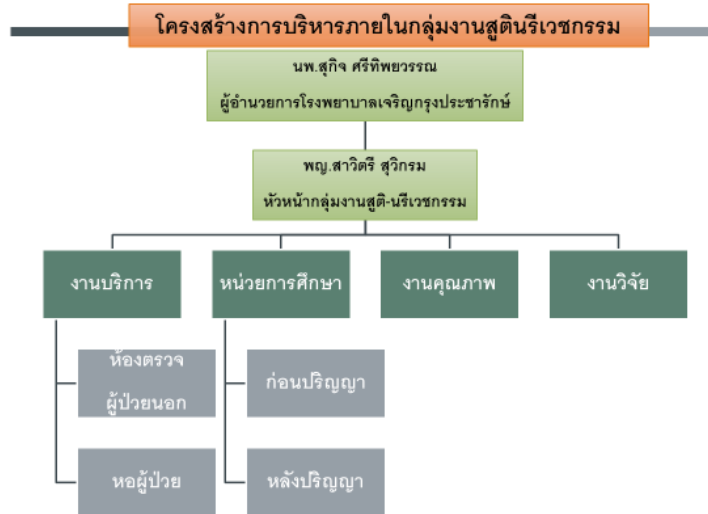 โครงสร้างการบริหารภายในกลุ่มงานสูตินรีเวชกรรม
นพ.สุกิจ ศรีทิพยวรรณ
ผู้อำนวยการโรงพยาบาลเจริญกรุงประชารักษ์
พญ.สาวิตรี สุวิกรม
หัวหน้ากลุ่มงานสูติ-นรีเวชกรรม
งานบริการ
หน่วยการศึกษา
งานคุณภาพ
งานวิจัย
ห้องตรวจ
ผู้ป่วยนอก
ก่อนปริญญา
หอผู้ป่วย
หลังปริญญา